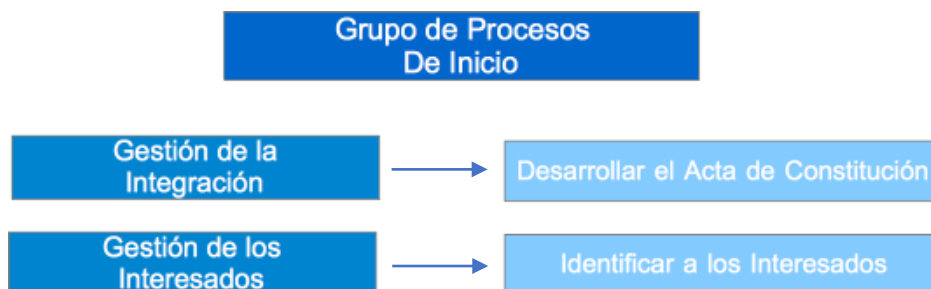 Grupo de Procesos
De Inicio
Gestión de la
Integración
Desarrollar el Acta de Constitución
Gestión de los
Interesados
Identificar a los Interesados